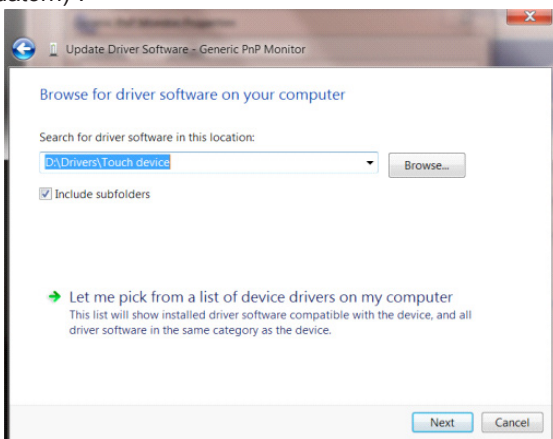 Update Driver Software - Generic PnP Monitor
Browse for driver software on your computer
Search for driver software in this location:
D:\Drivers\Touch device
Browse...
Include subfolders
Let me pick from a list of device drivers on my computer
This list will show installed driver software compatible with the device, and all
driver software in the same category as the device.
Next
Cancel